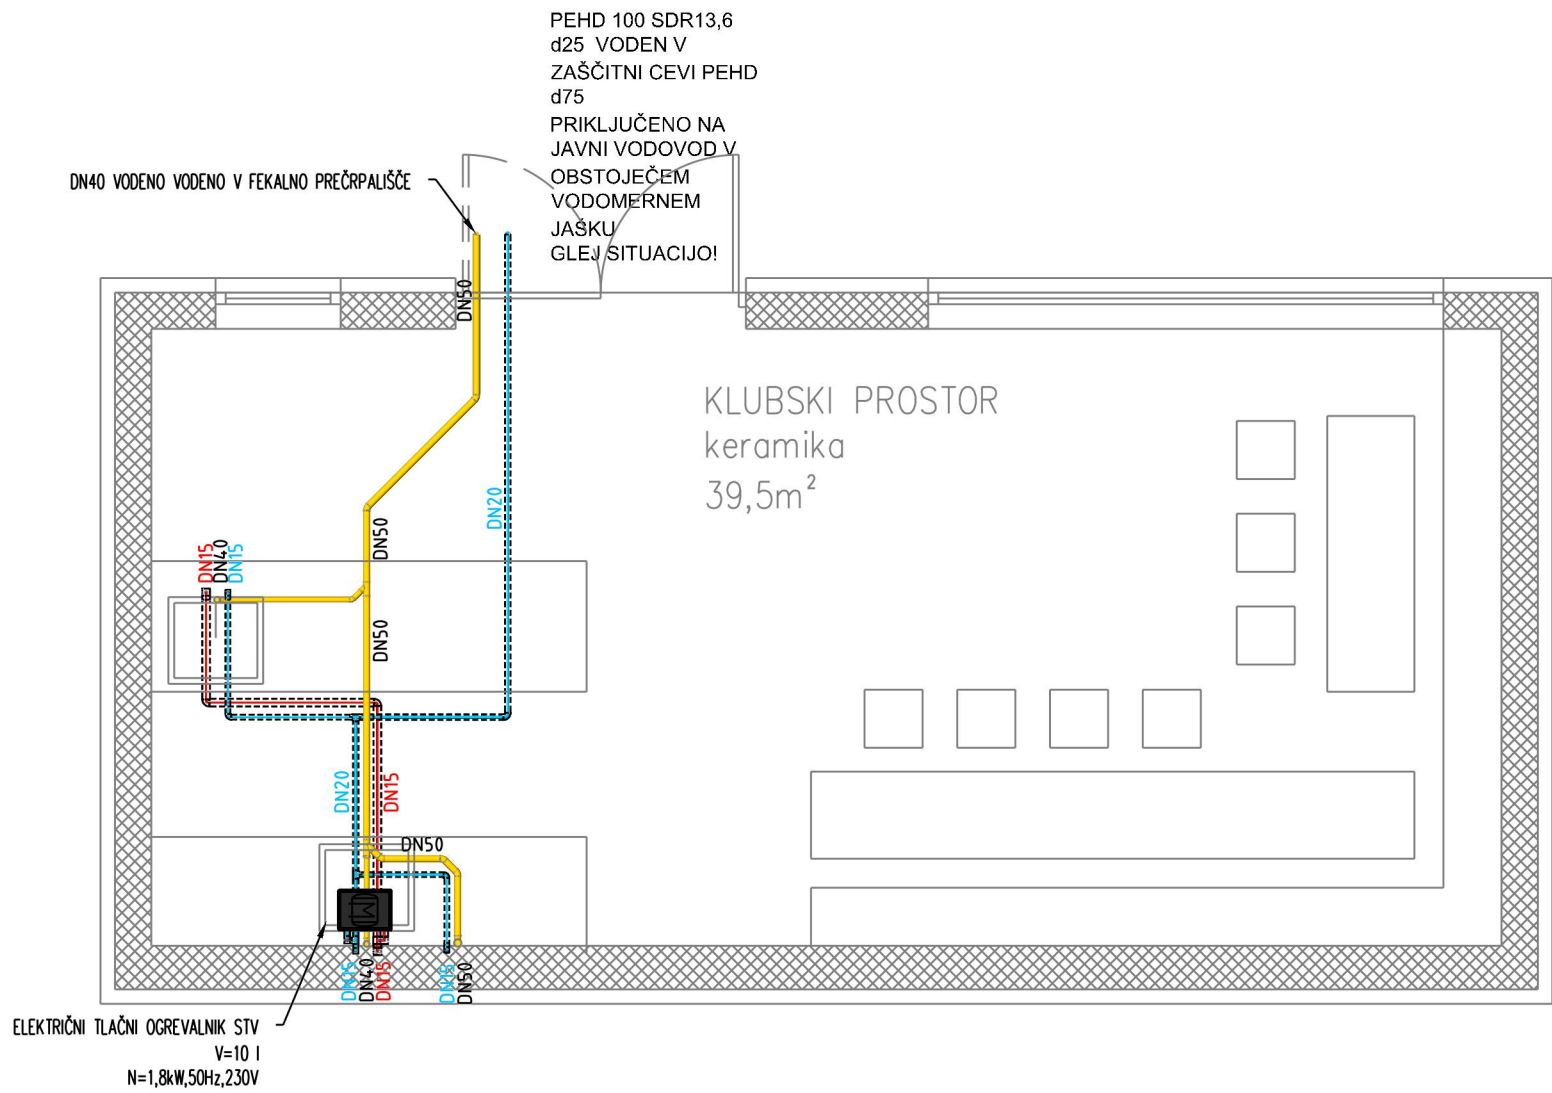 PEHD 100 SDR13,6
d25 VODEN V
ZAŠČITNI CEVI PEHD
d75
PRIKLJUČENO NA
JAVNI VODOVOD V
OBSTOJEČEM
VODOMERNEM
JAŠKU
GLEJ SITUACIJO!
DN40 VODENO VODENO V FEKALNO PREČRPALIŠČE
DN50
KLUBSKI PROSTOR
keramika
39,5m²
DN20
DN50
DN15
DN40
DN15
DN50
DN20
DN15
DN50
DN15
DN40
DN15
DN15
DN50
ELEKTRIČNI TLAČNI OGREVALNIK STV
V=10 l
N=1,8kW,50Hz,230V